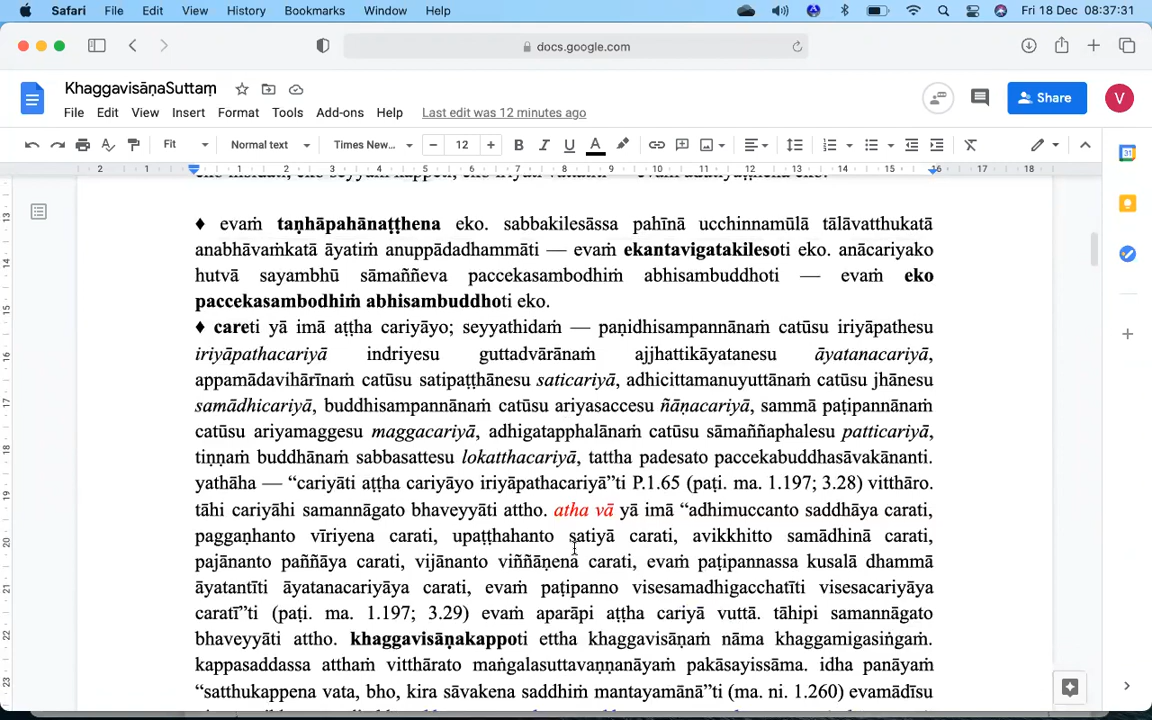 Safari File Edit View History Bookmarks Window Help Fri 18 Dec 08:37:31
docs.google.com
KhaggavisāṇaSuttaṃ
File Edit View Insert Format Tools Add-ons Help Last edit was 12 minutes ago
Share V
Fit Normal text Times New... 12
♦ evaṁ taṇhāpahānaṭṭhena eko. sabbakilesāssa pahīnā ucchinnamūlā tālāvatthukatā
anabhāvaṁkatā āyatiṁ anuppādadhammāti — evaṁ ekantavigatakilesoti eko. anācariyako
hutvā sayambhū sāmaññeva paccekasambodhiṁ abhisambuddhoti — evaṁ eko
paccekasambodhiṁ abhisambuddhoti eko.
♦ careti yā imā aṭṭha cariyāyo; seyyathidaṁ — paṇidhisampannānaṁ catūsu iriyāpathesu
iriyāpathacariyā indriyesu guttadvārānaṁ ajjhattikāyatanesu āyatanacariyā,
appamādavihārīnaṁ catūsu satipaṭṭhānesu saticariyā, adhicittamanuyuttānaṁ catūsu jhānesu
samādhicariyā, buddhisampannānaṁ catūsu ariyasaccesu ñāṇacariyā, sammā paṭipannānaṁ
catūsu ariyamaggesu maggacariyā, adhigatapphalānaṁ catūsu sāmaññaphalesu patticariyā,
tiṇṇaṁ buddhānaṁ sabbasattesu lokatthacariyā, tattha padesato paccekabuddhasāvakānanti.
yathāha — “cariyāti aṭṭha cariyāyo iriyāpathacariyā”ti P.1.65 (paṭi. ma. 1.197; 3.28) vitthāro.
tāhi cariyāhi samannāgato bhaveyyāti attho. atha vā yā imā “adhimuccanto saddhāya carati,
paggaṇhanto vīriyena carati, upaṭṭhahanto satiyā carati, avikkhitto samādhinā carati,
pajānanto paññāya carati, vijānanto viññāṇena carati, evaṁ paṭipannassa kusalā dhammā
āyatantīti āyatanacariyāya carati, evaṁ paṭipanno visesamadhigacchatīti visesacariyāya
caratī”ti (paṭi. ma. 1.197; 3.29) evaṁ aparāpi aṭṭha cariyā vuttā. tāhipi samannāgato
bhaveyyāti attho. khaggavisāṇakappoti ettha khaggavisāṇaṁ nāma khaggamigasiṅgaṁ.
kappasaddassa atthaṁ vitthārato maṅgalasuttavaṇṇanāyaṁ pakāsayissāma. idha panāyaṁ
“satthukappena vata, bho, kira sāvakena saddhiṁ mantayamānā”ti (ma. ni. 1.260) evamādīsu